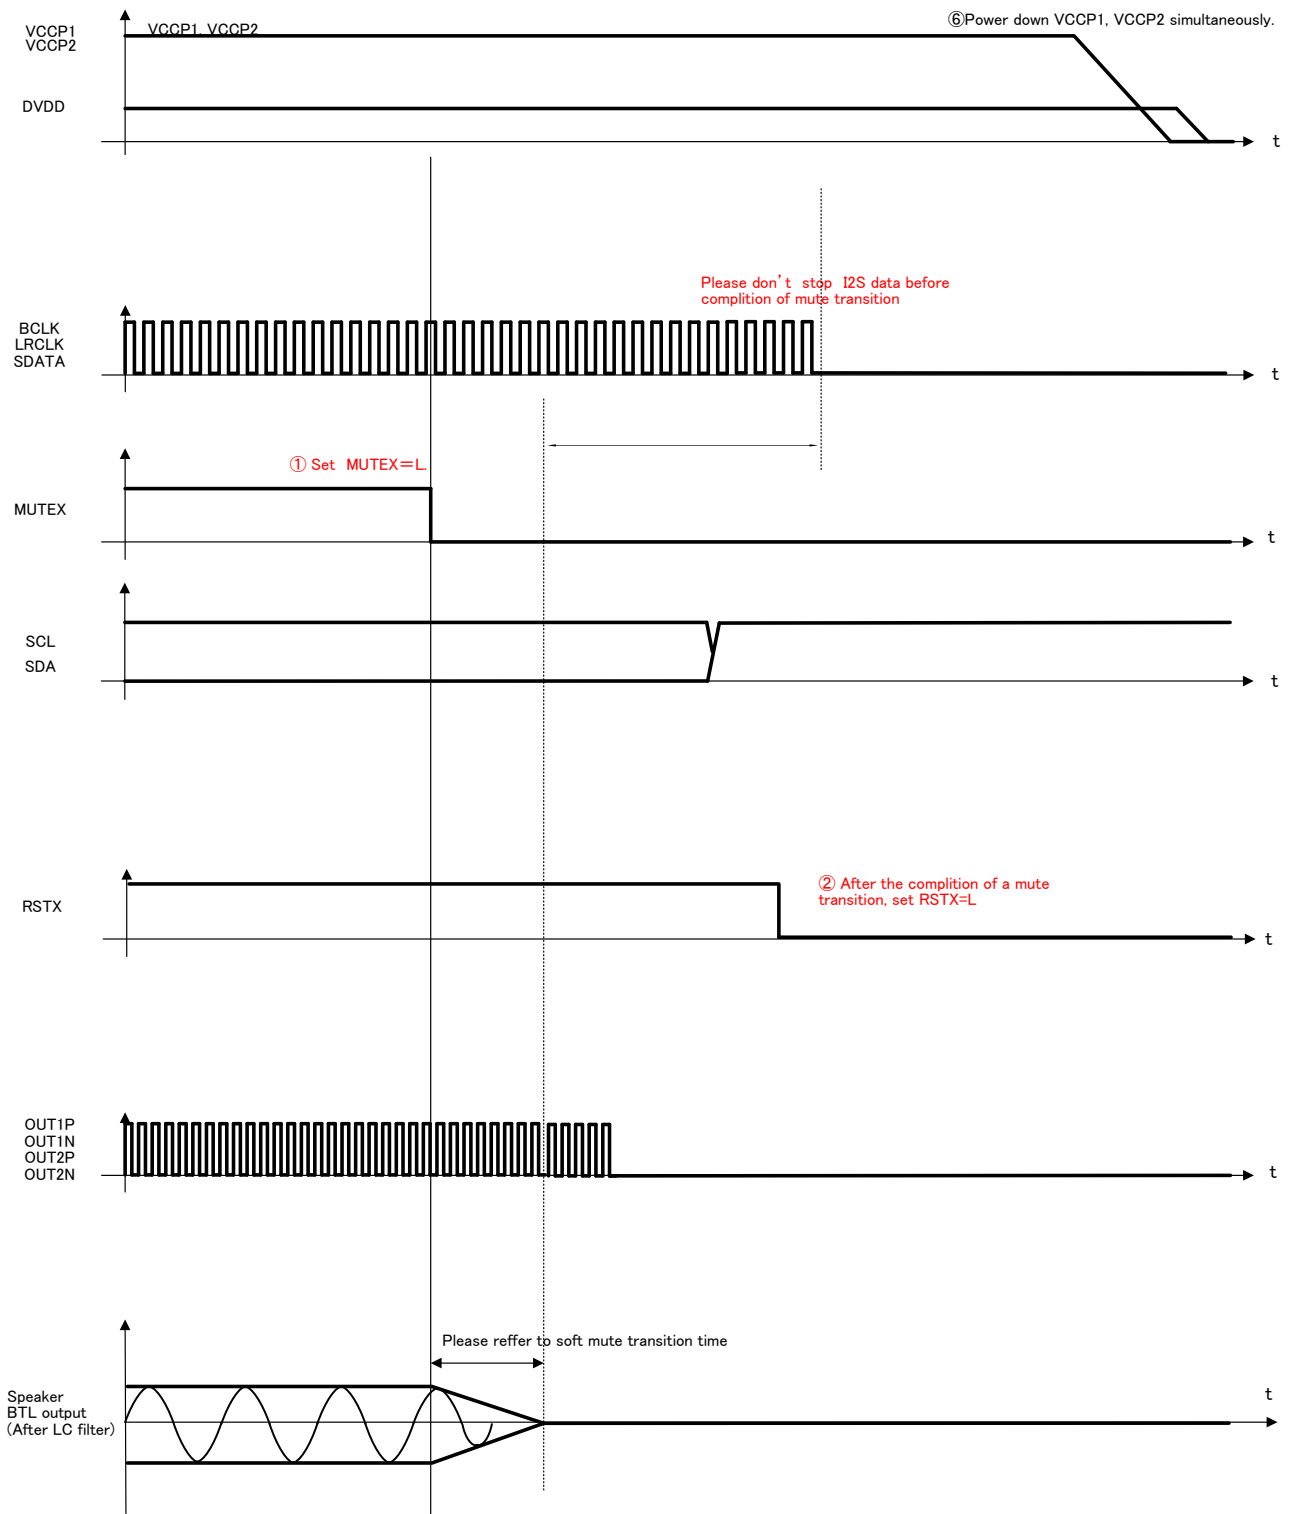 VCCP1
VCCP2
VCCP1, VCCP2
⑥Power down VCCP1, VCCP2 simultaneously.
DVDD
t
Please don't stop I2S data before
complition of mute transition
BCLK
LRCLK
SDATA
t
① Set MUTEX=L.
MUTEX
t
SCL
SDA
t
② After the complition of a mute
transition, set RSTX=L
RSTX
t
OUT1P
OUT1N
OUT2P
OUT2N
t
Please reffer to soft mute transition time
Speaker
BTL output
(After LC filter)
t